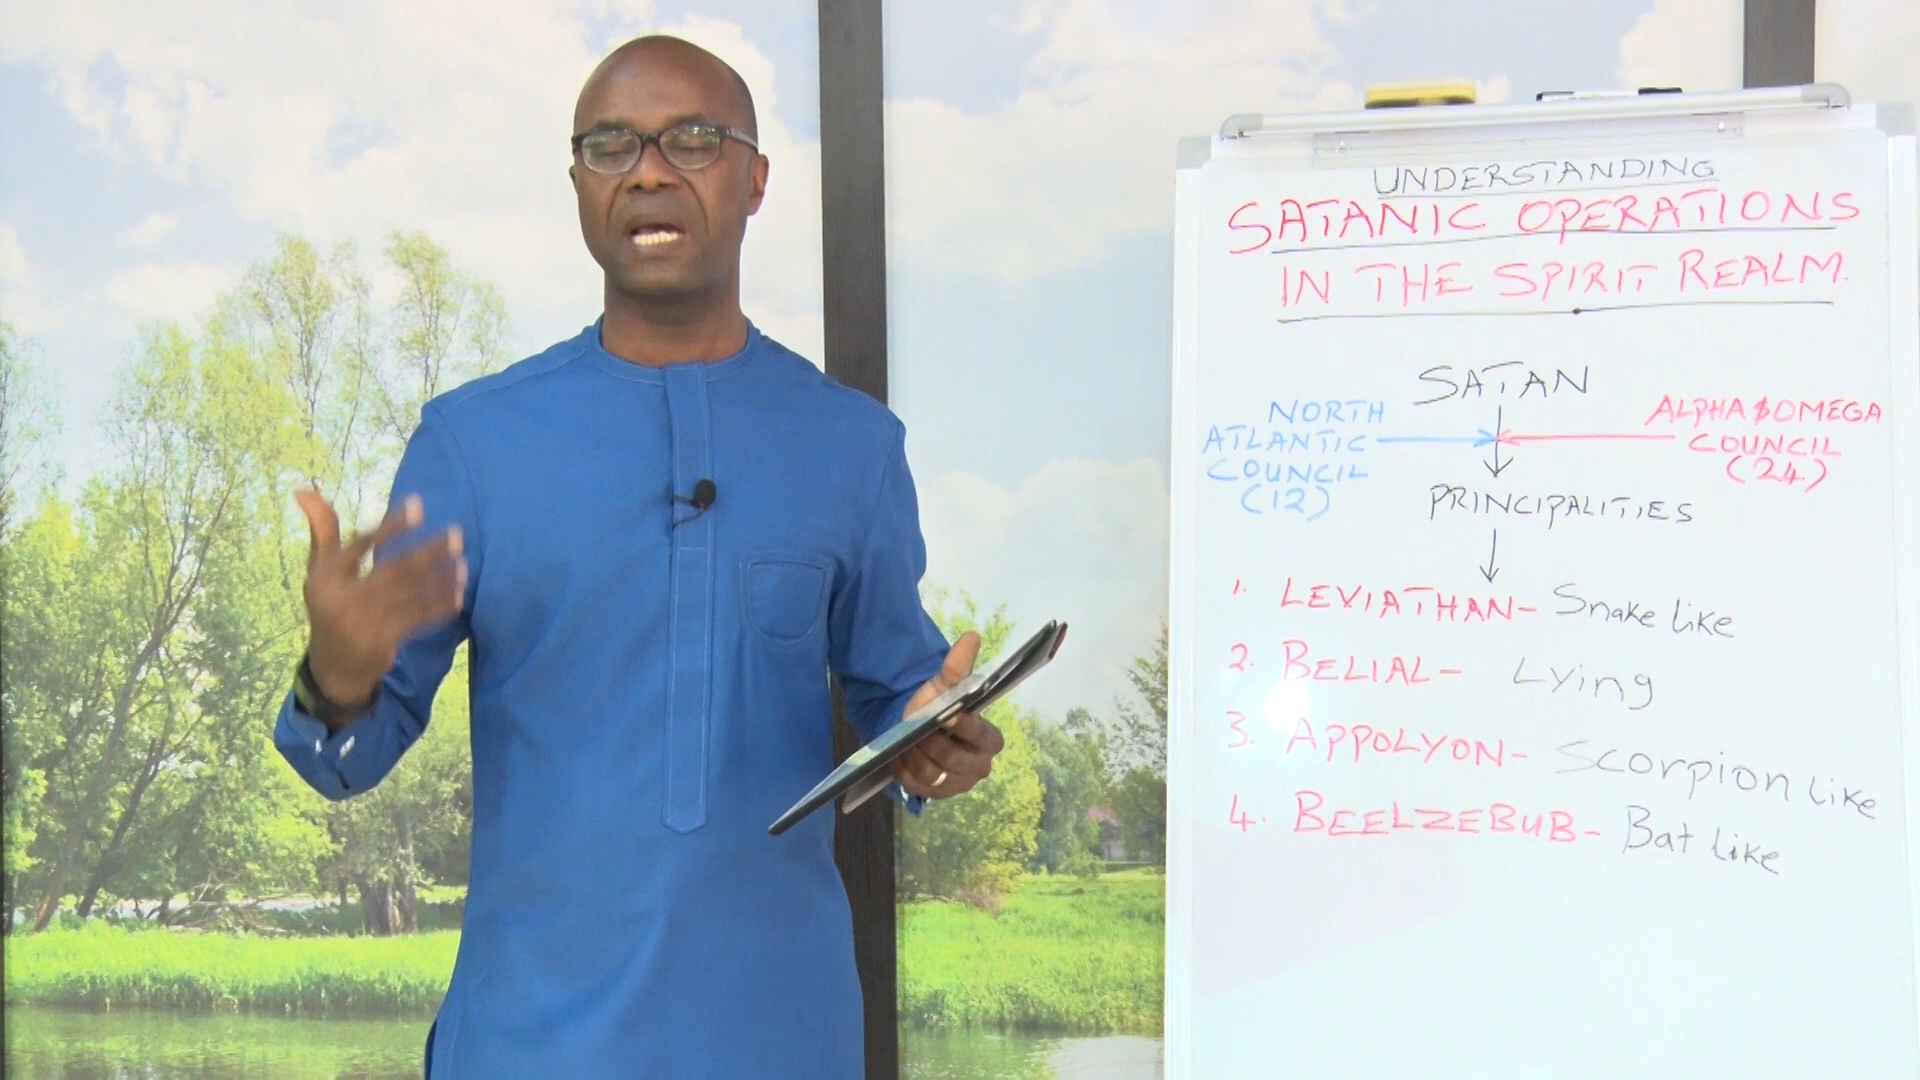 UNDERSTANDING
SATANIC OPERATIONS
IN THE SPIRIT REALM.
SATAN
NORTH
ATLANTIC
COUNCIL
(12)
ALPHA $ OMEGA
COUNCIL
(24)
PRINCIPALITIES
1. LEVIATHAN- Snake like
2. BELIAL- Lying
3. APPOLYON- Scorpion like
4. BEELZEBUB- Bat like